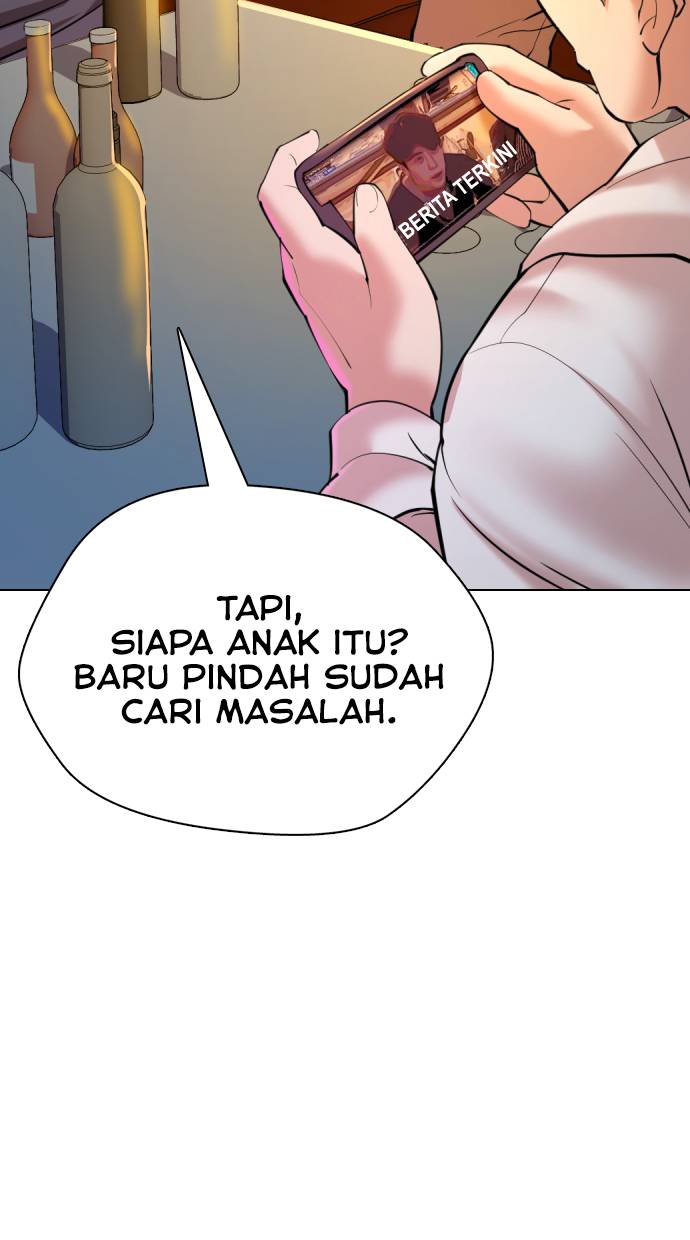 BERITA TERKINI
TAPI,
SIAPA ANAK ITU?
BARU PINDAH SUDAH
CARI MASALAH.